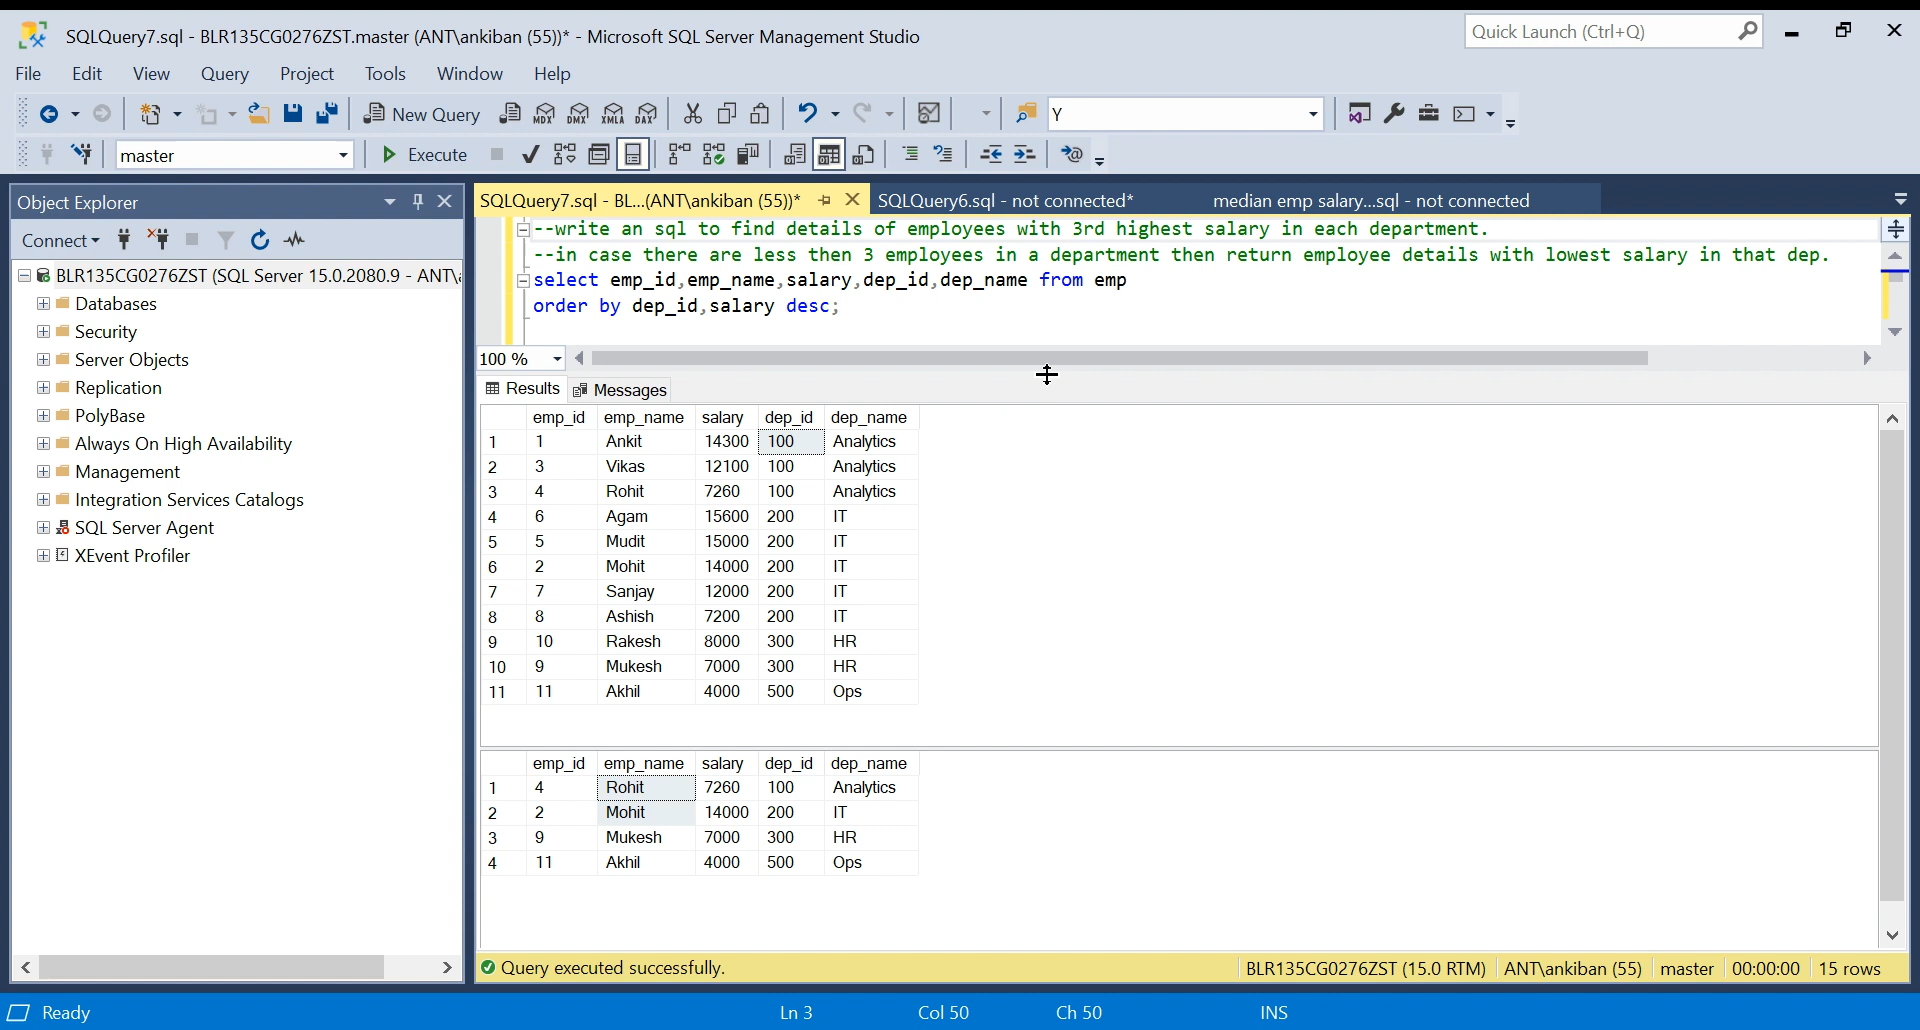 SQLQuery7.sql - BLR135CG0276ZST.master (ANT\ankiban (55))* - Microsoft SQL Server Management Studio
Quick Launch (Ctrl+Q)
File Edit View Query Project Tools Window Help
New Query MDX DMX XMLA DAX Y
master Execute
Object Explorer
SQLQuery7.sql - BL...(ANT\ankiban (55))* SQLQuery6.sql - not connected* median emp salary...sql - not connected
Connect
BLR135CG0276ZST (SQL Server 15.0.2080.9 - ANT\
Databases
Security
Server Objects
Replication
PolyBase
Always On High Availability
Management
Integration Services Catalogs
SQL Server Agent
XEvent Profiler
--write an sql to find details of employees with 3rd highest salary in each department.
--in case there are less then 3 employees in a department then return employee details with lowest salary in that dep.
select emp_id,emp_name,salary,dep_id,dep_name from emp
order by dep_id,salary desc;
100 %
Results Messages
emp_id emp_name salary dep_id dep_name
1 1 Ankit 14300 100 Analytics
2 3 Vikas 12100 100 Analytics
3 4 Rohit 7260 100 Analytics
4 6 Agam 15600 200 IT
5 5 Mudit 15000 200 IT
6 2 Mohit 14000 200 IT
7 7 Sanjay 12000 200 IT
8 8 Ashish 7200 200 IT
9 10 Rakesh 8000 300 HR
10 9 Mukesh 7000 300 HR
11 11 Akhil 4000 500 Ops
emp_id emp_name salary dep_id dep_name
1 4 Rohit 7260 100 Analytics
2 2 Mohit 14000 200 IT
3 9 Mukesh 7000 300 HR
4 11 Akhil 4000 500 Ops
Query executed successfully. BLR135CG0276ZST (15.0 RTM) ANT\ankiban (55) master 00:00:00 15 rows
Ready Ln 3 Col 50 Ch 50 INS